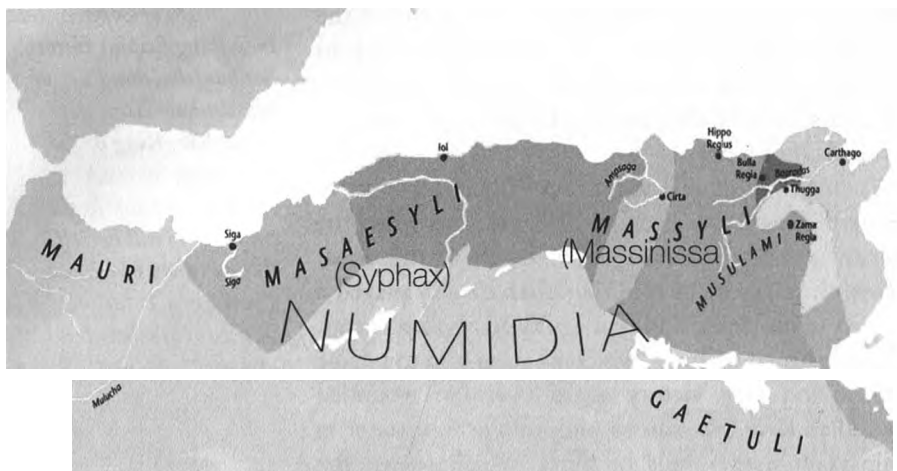 Hippo
Regius
Iol
Bulla
Regia
Carthago
Ampsaga
Thugga
Cirta
MASSYLI
(Massinissa
Zama
Regia
MUSULAMI
Siga
MASAESYLI
(Syphax)
MAURI
Siga
NUMIDIA
Mulucha
GAETULI